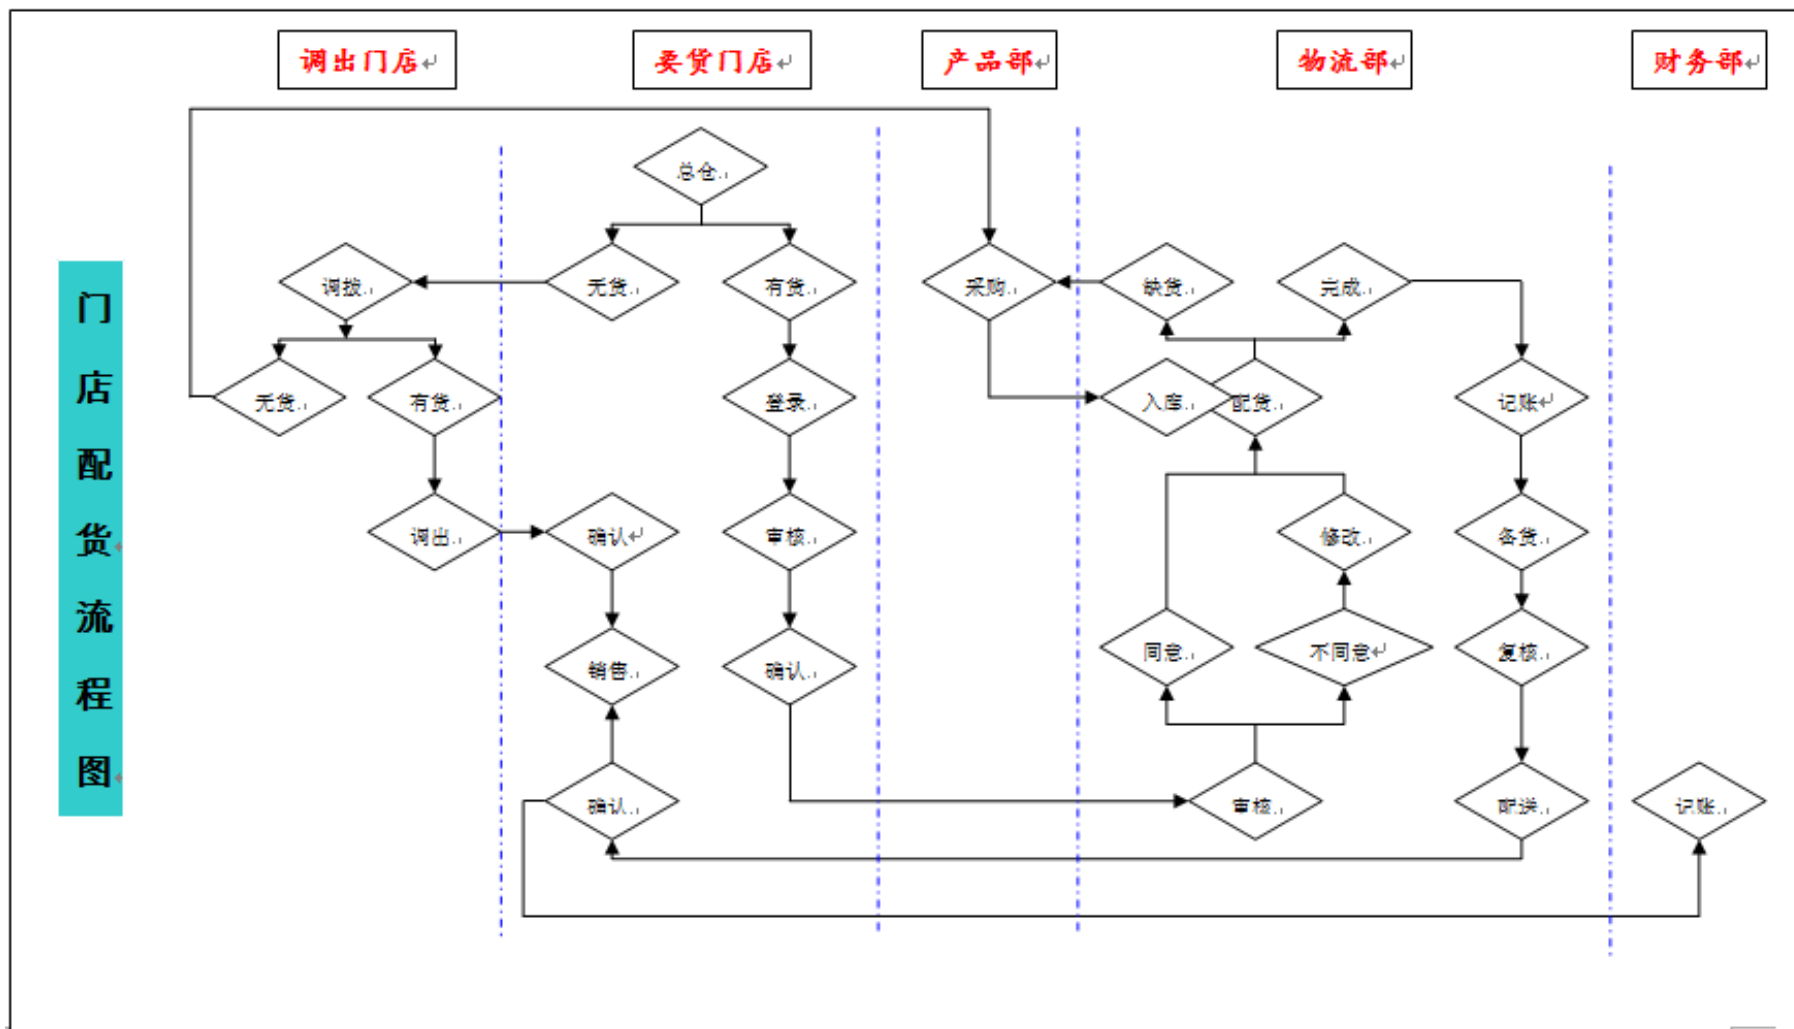 调出门店
要货门店
产品部
物流部
财务部
门店配货流程图
总仓
调拨
无货
有货
采购
缺货
完成
无货
有货
登录
入库
配货
记账
调出
确认
审核
修改
备货
销售
确认
同意
不同意
复核
确认
审核
配送
记账